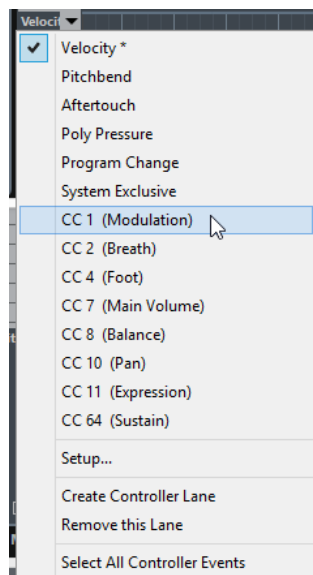 Velocit
Velocity *
Pitchbend
Aftertouch
Poly Pressure
Program Change
System Exclusive
CC 1 (Modulation)
CC 2 (Breath)
CC 4 (Foot)
CC 7 (Main Volume)
CC 8 (Balance)
CC 10 (Pan)
CC 11 (Expression)
CC 64 (Sustain)
Setup...
Create Controller Lane
Remove this Lane
Select All Controller Events